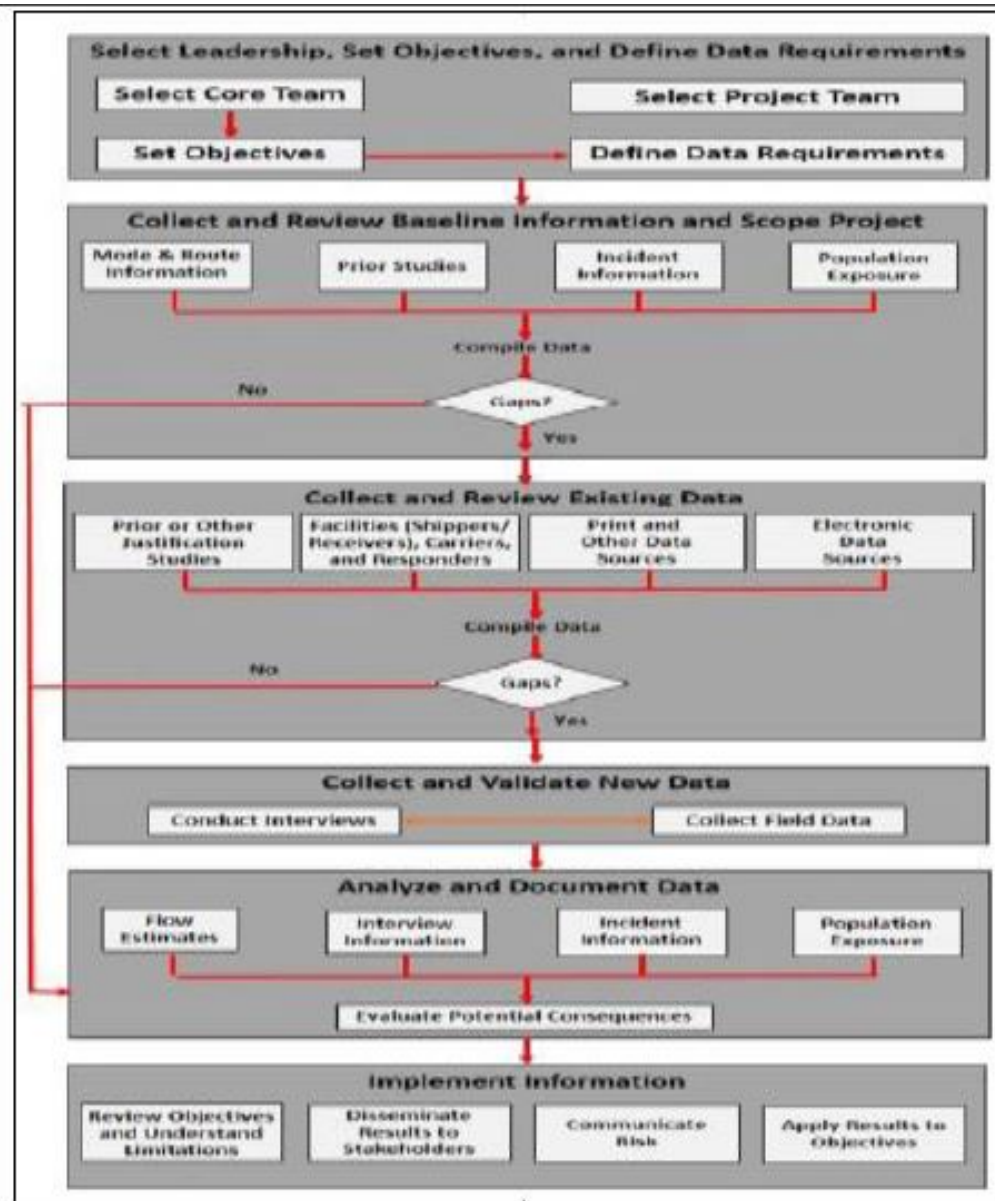 Select Leadership, Set Objectives, and Define Data Requirements
Select Core Team
Select Project Team
Set Objectives
Define Data Requirements
Collect and Review Baseline Information and Scope Project
Mode & Route
Information
Prior Studies
Incident
Information
Population
Exposure
Compile Data
No
Gaps?
Yes
Collect and Review Existing Data
Prior or Other
Justification
Studies
Facilities (Shippers/
Receivers), Carriers,
and Responders
Print and
Other Data
Sources
Electronic
Data
Sources
Compile Data
No
Gaps?
Yes
Collect and Validate New Data
Conduct Interviews
Collect Field Data
Analyze and Document Data
Flow
Estimates
Interview
Information
Incident
Information
Population
Exposure
Evaluate Potential Consequences
Implement Information
Review Objectives
and Understand
Limitations
Disseminate
Results to
Stakeholders
Communicate
Risk
Apply Results to
Objectives